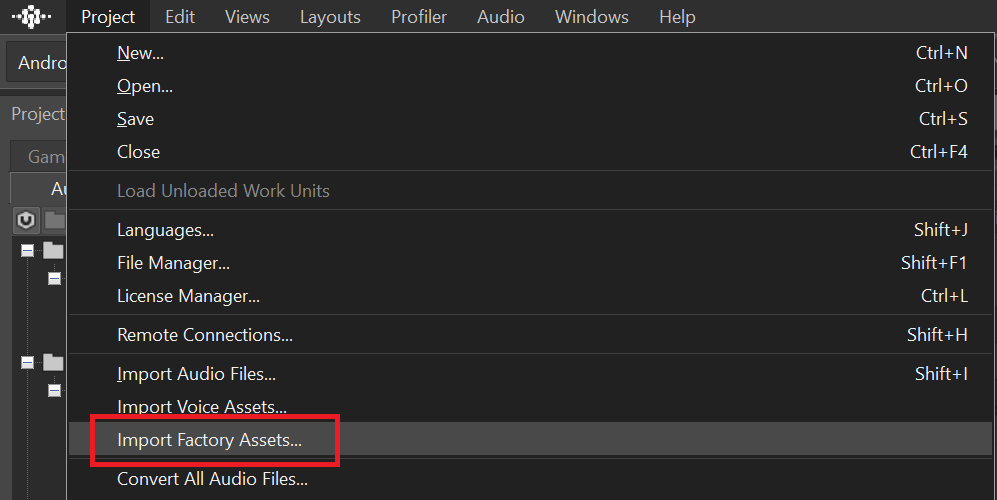 Project Edit Views Layouts Profiler Audio Windows Help
Andro
New... Ctrl+N
Open... Ctrl+O
Project
Save Ctrl+S
Gam
Close Ctrl+F4
Au
Load Unloaded Work Units
Languages... Shift+J
File Manager... Shift+F1
License Manager... Ctrl+L
Remote Connections... Shift+H
Import Audio Files... Shift+I
Import Voice Assets...
Import Factory Assets...
Convert All Audio Files...